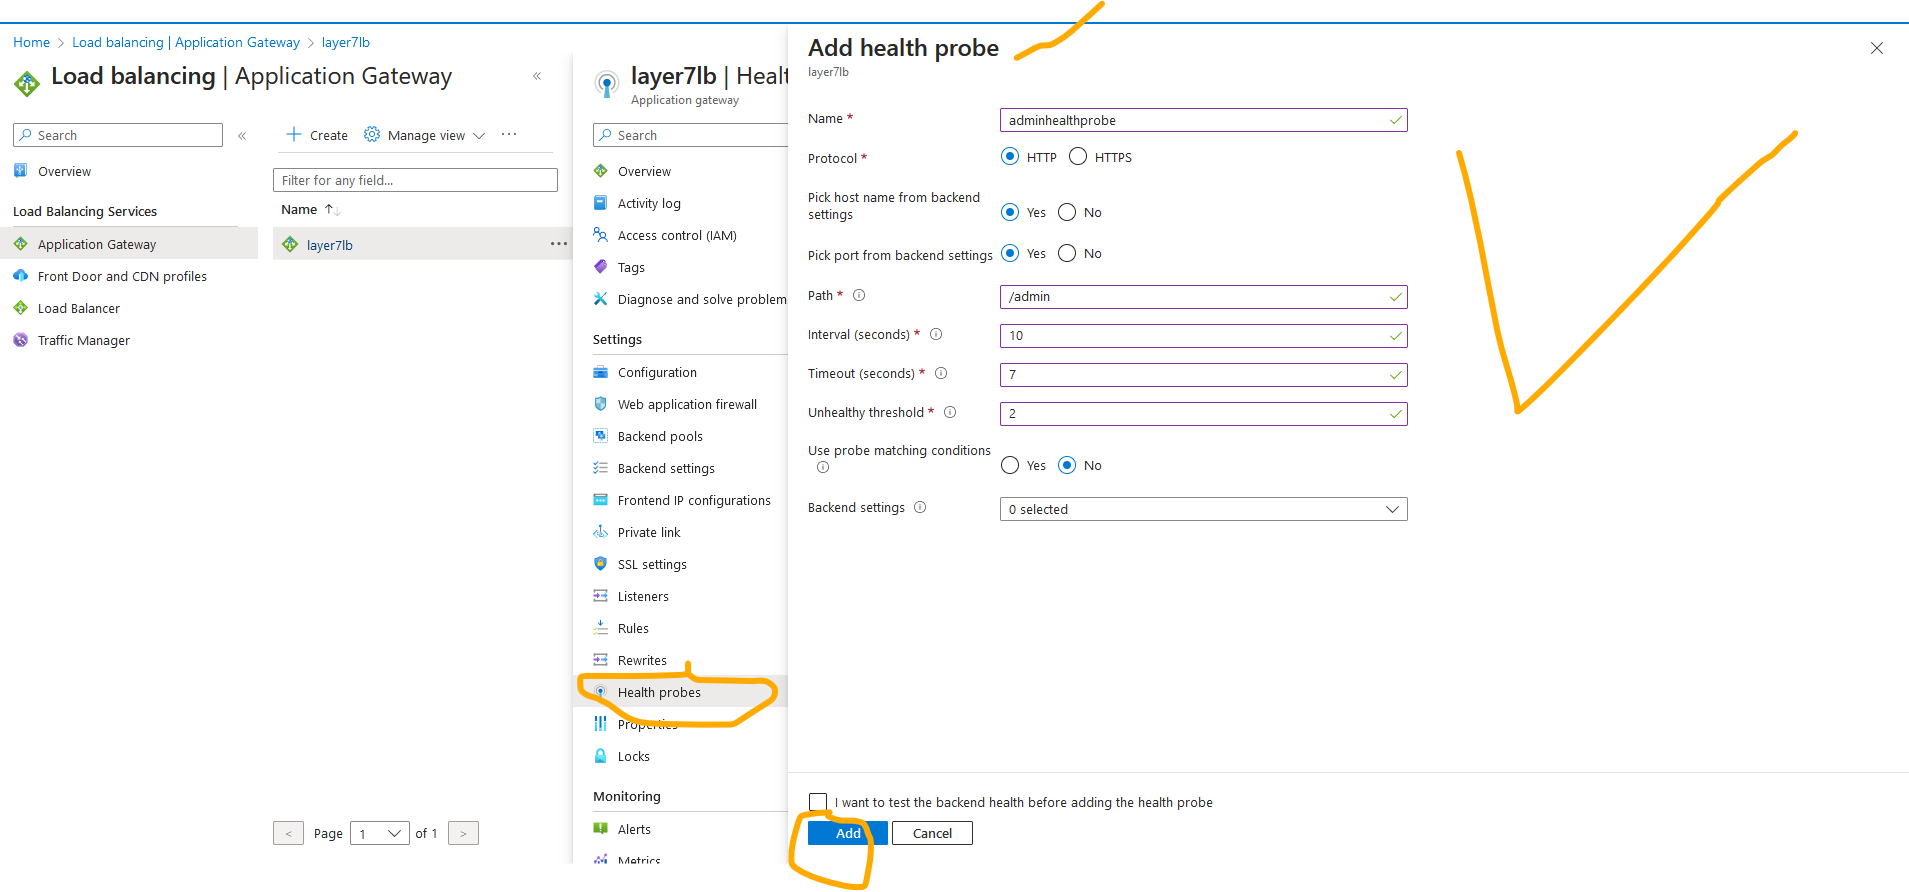 Home > Load balancing | Application Gateway > layer7lb
Load balancing | Application Gateway
«
Search
«
Overview
Load Balancing Services
Application Gateway
Front Door and CDN profiles
Load Balancer
Traffic Manager
Create
Manage view
Filter for any field...
Name
layer7lb
< Page 1 of 1 >
layer7lb | Healt
Application gateway
Search
Overview
Activity log
Access control (IAM)
Tags
Diagnose and solve problem
Settings
Configuration
Web application firewall
Backend pools
Backend settings
Frontend IP configurations
Private link
SSL settings
Listeners
Rules
Rewrites
Health probes
Properties
Locks
Monitoring
Alerts
Metrics
Add health probe
layer7lb
Name *
adminhealthprobe
Protocol *
HTTP HTTPS
Pick host name from backend
settings
Yes No
Pick port from backend settings
Yes No
Path *
/admin
Interval (seconds) *
10
Timeout (seconds) *
7
Unhealthy threshold *
2
Use probe matching conditions
Yes No
Backend settings
0 selected
I want to test the backend health before adding the health probe
Add Cancel